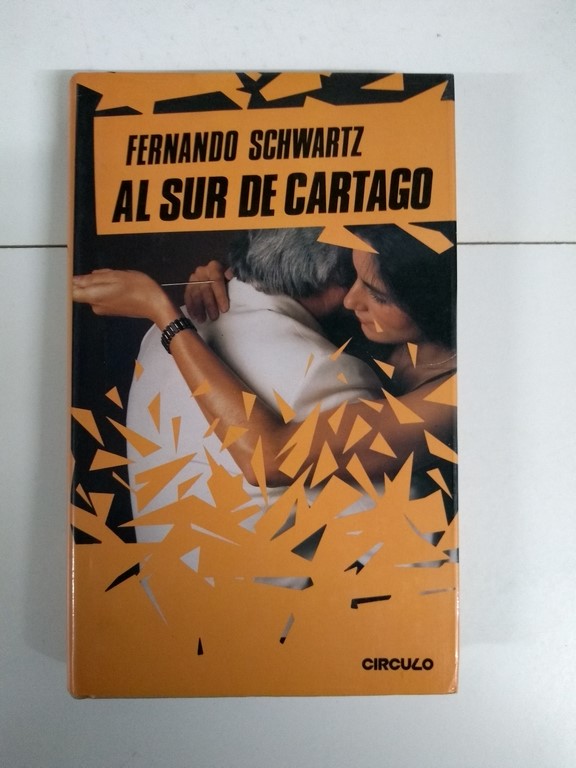 FERNANDO SCHWARTZ
AL SUR DE CARTAGO
CIRCULO